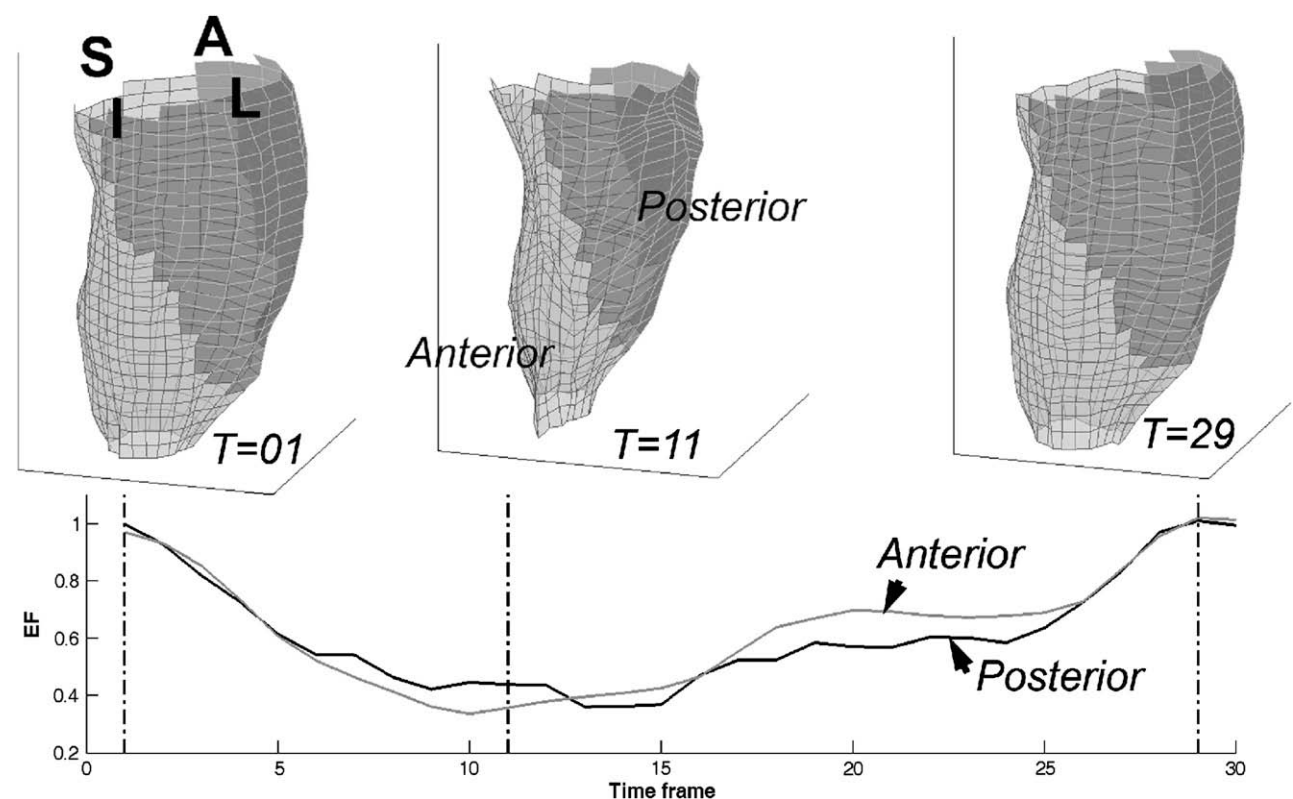 S
A
I
L
Posterior
Anterior
T=01
T=11
T=29
1
0.8
0.6
0.4
0.2
EF
Anterior
Posterior
0
5
10
15
20
25
30
Time frame